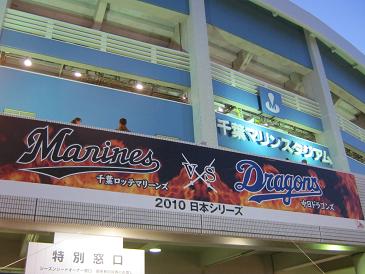 千葉マリンスタジアム
Marines
千葉ロッテマリーンズ
VS
Dragons
中日ドラゴンズ
2010 日本シリーズ
特別窓口